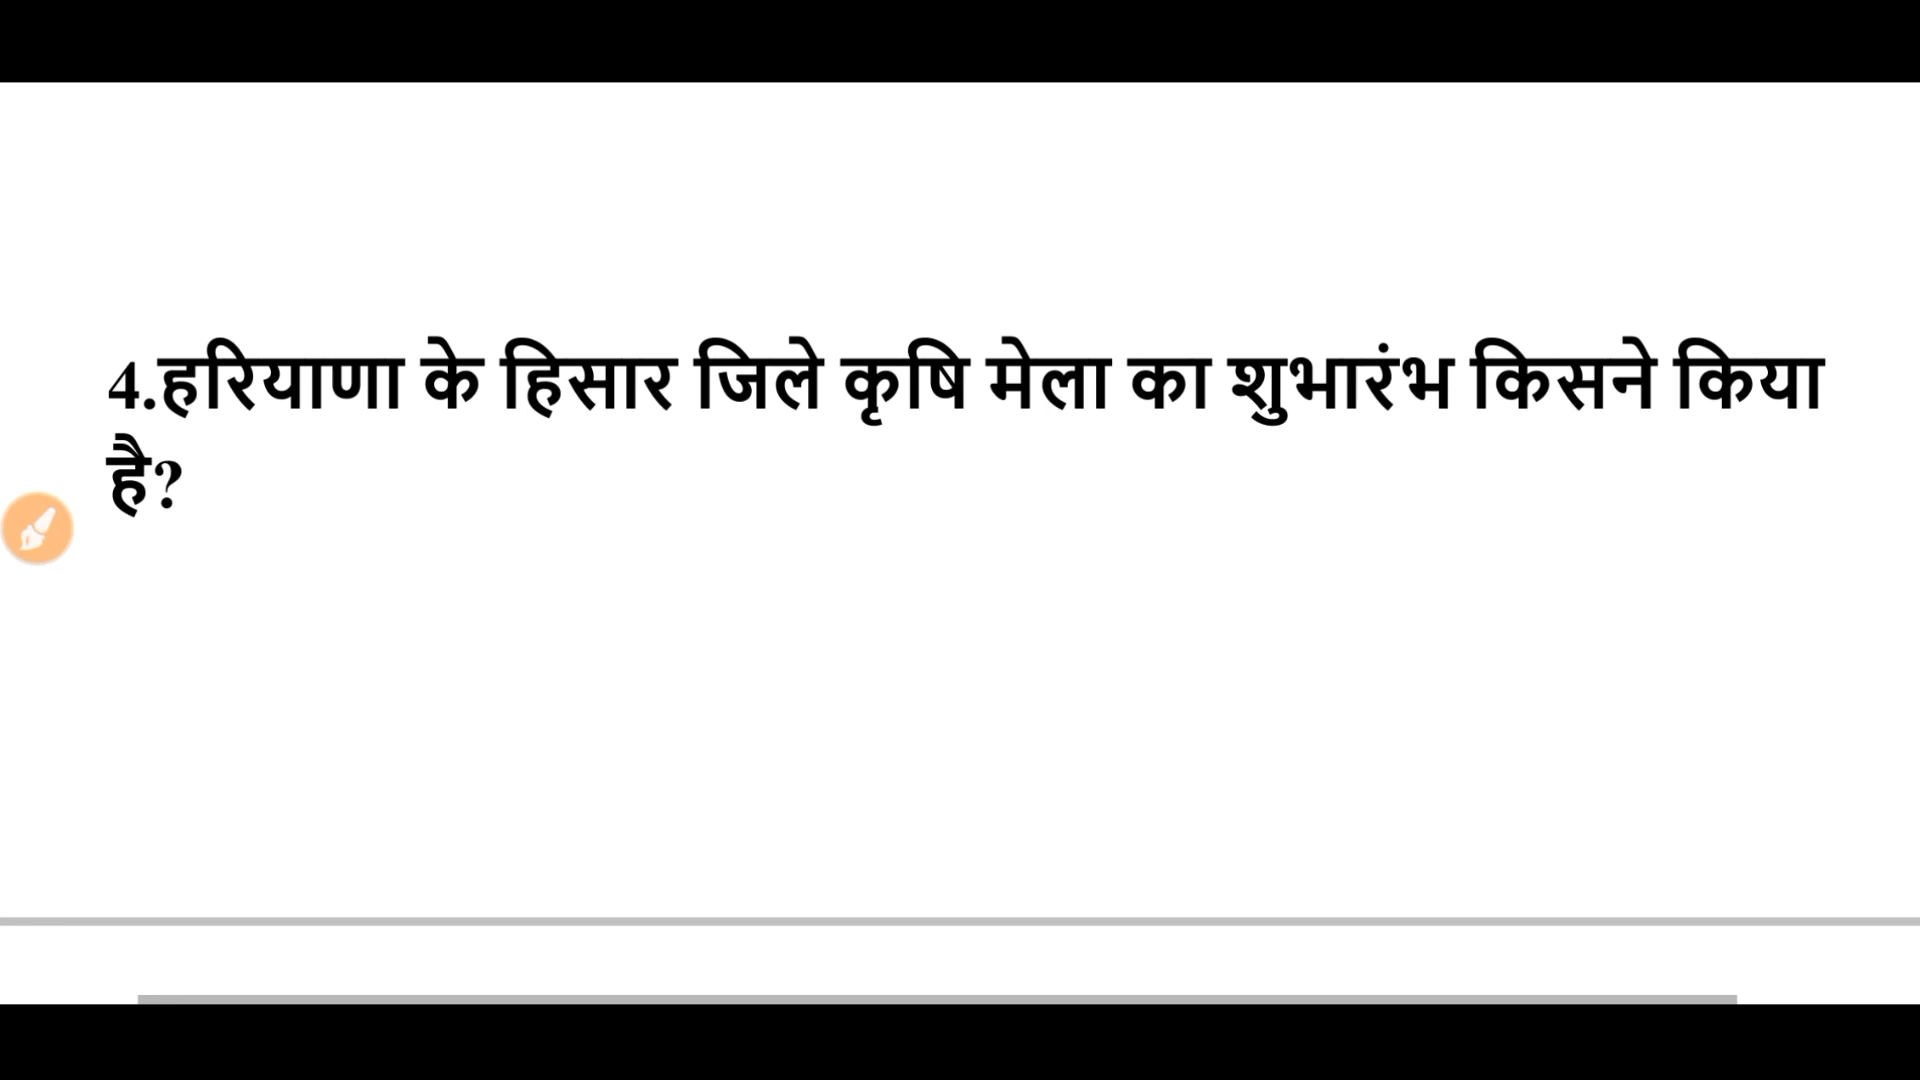 4.हरियाणा के हिसार जिले कृषि मेला का शुभारंभ किसने किया
है?